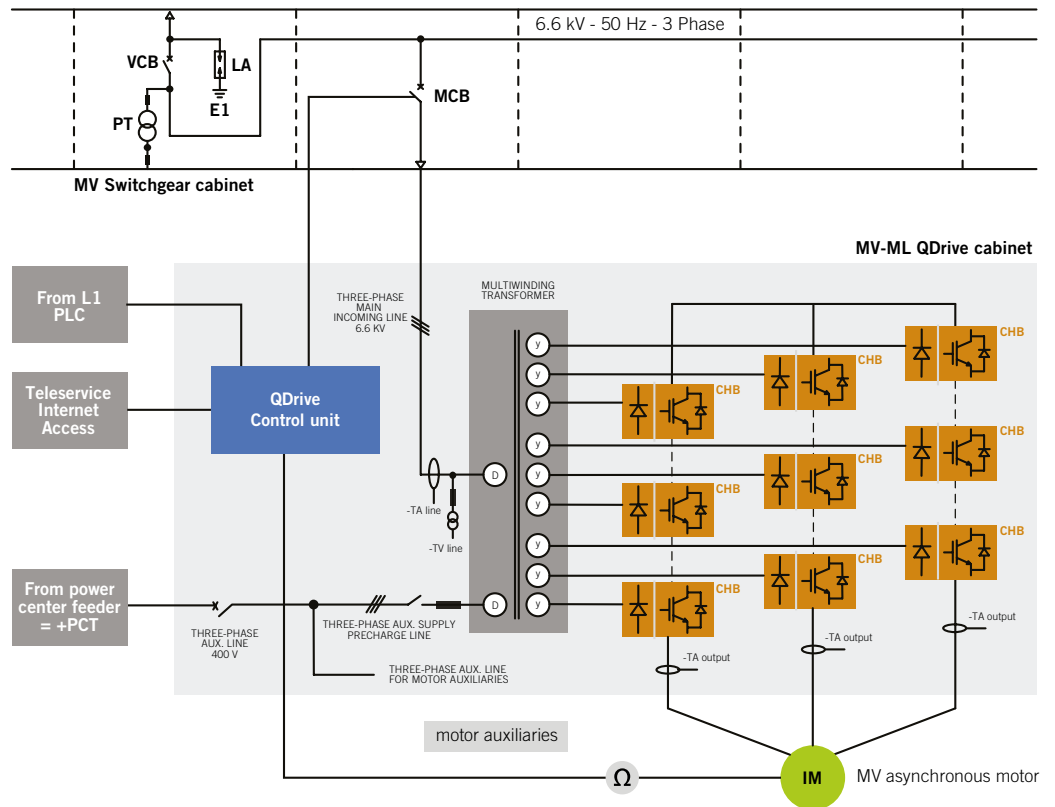 6.6 kV - 50 Hz - 3 Phase
VCB
LA
E1
PT
MCB
MV Switchgear cabinet
MV-ML QDrive cabinet
From L1
PLC
Teleservice
Internet
Access
QDrive
Control unit
THREE-PHASE
MAIN
INCOMING LINE
6.6 KV
MULTIWINDING
TRANSFORMER
y
y
y
y
y
y
y
y
y
D
D
CHB
CHB
CHB
CHB
CHB
CHB
CHB
CHB
CHB
-TA line
-TV line
From power
center feeder
= +PCT
THREE-PHASE
AUX. LINE
400 V
THREE-PHASE AUX. SUPPLY
PRECHARGE LINE
THREE-PHASE AUX. LINE
FOR MOTOR AUXILIARIES
-TA output
-TA output
-TA output
motor auxiliaries
Ω
IM
MV asynchronous motor